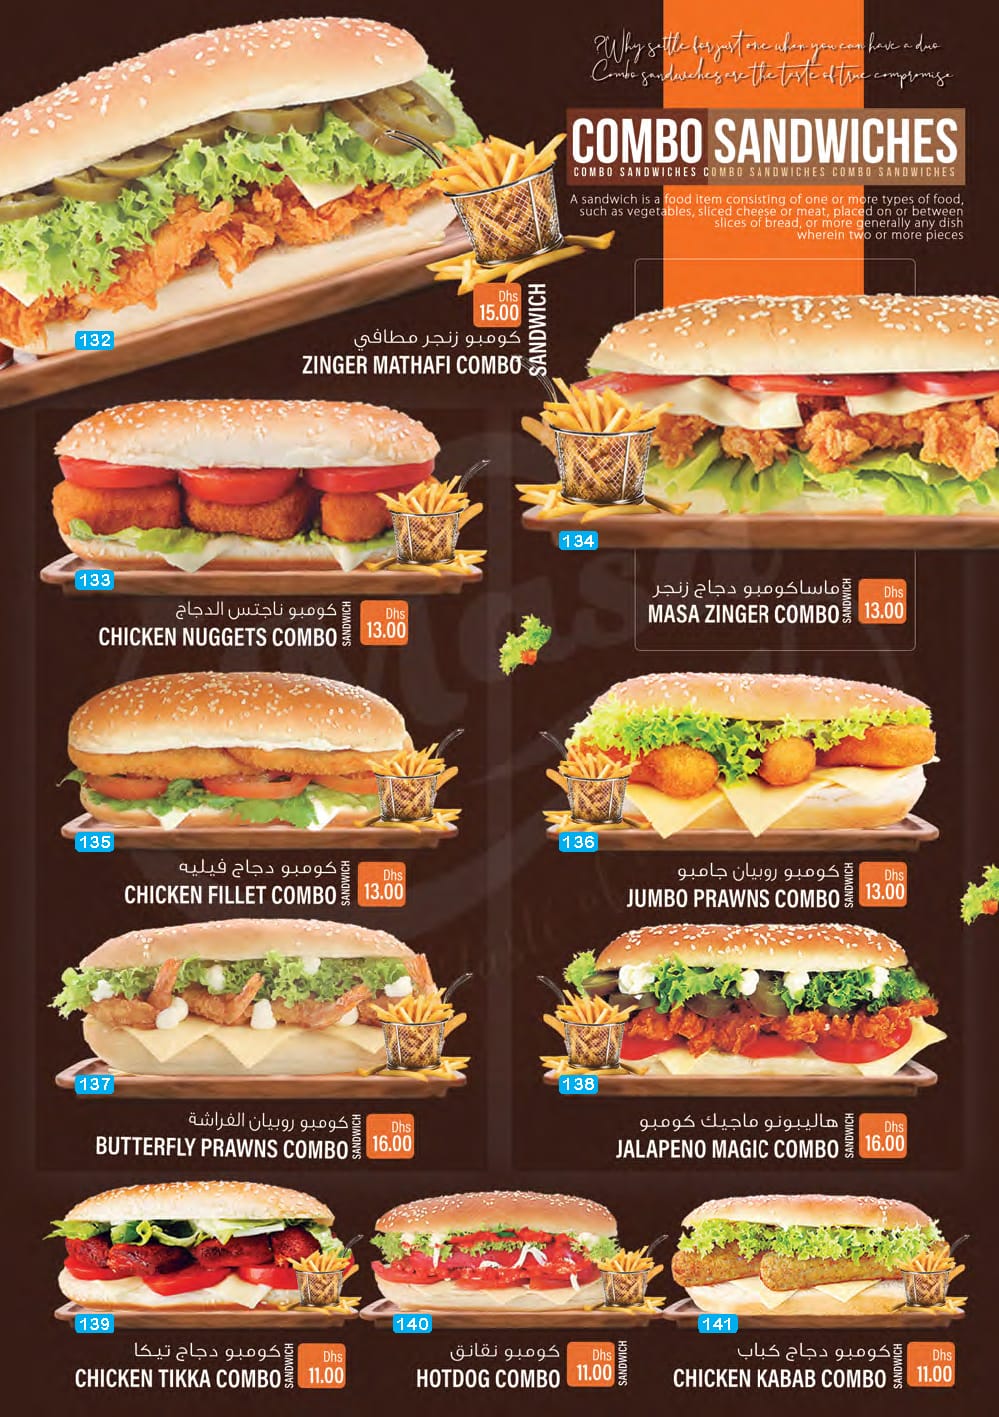 ?Why settle for just one when you can have a duo
Combo sandwiches are the taste of true compromise
COMBO SANDWICHES
COMBO SANDWICHES COMBO SANDWICHES COMBO SANDWICHES
A sandwich is a food item consisting of one or more types of food,
such as vegetables, sliced cheese or meat, placed on or between
slices of bread, or more generally any dish
wherein two or more pieces
132
Dhs
15.00
كومبو زنجر مطافي
ZINGER MATHAFI COMBO
SANDWICH
133
كومبو ناجتس الدجاج
CHICKEN NUGGETS COMBO
SANDWICH
Dhs
13.00
134
ماساكومبو دجاج زنجر
MASA ZINGER COMBO
SANDWICH
Dhs
13.00
Masa
135
كومبو دجاج فيليه
CHICKEN FILLET COMBO
SANDWICH
Dhs
13.00
136
كومبو روبيان جامبو
JUMBO PRAWNS COMBO
SANDWICH
Dhs
13.00
137
كومبو روبيان الفراشة
BUTTERFLY PRAWNS COMBO
SANDWICH
Dhs
16.00
138
هاليبونو ماجيك كومبو
JALAPENO MAGIC COMBO
SANDWICH
Dhs
16.00
139
كومبو دجاج تيكا
CHICKEN TIKKA COMBO
SANDWICH
Dhs
11.00
140
كومبو نقانق
HOTDOG COMBO
Dhs
11.00
SANDWICH
141
كومبو دجاج كباب
CHICKEN KABAB COMBO
SANDWICH
Dhs
11.00